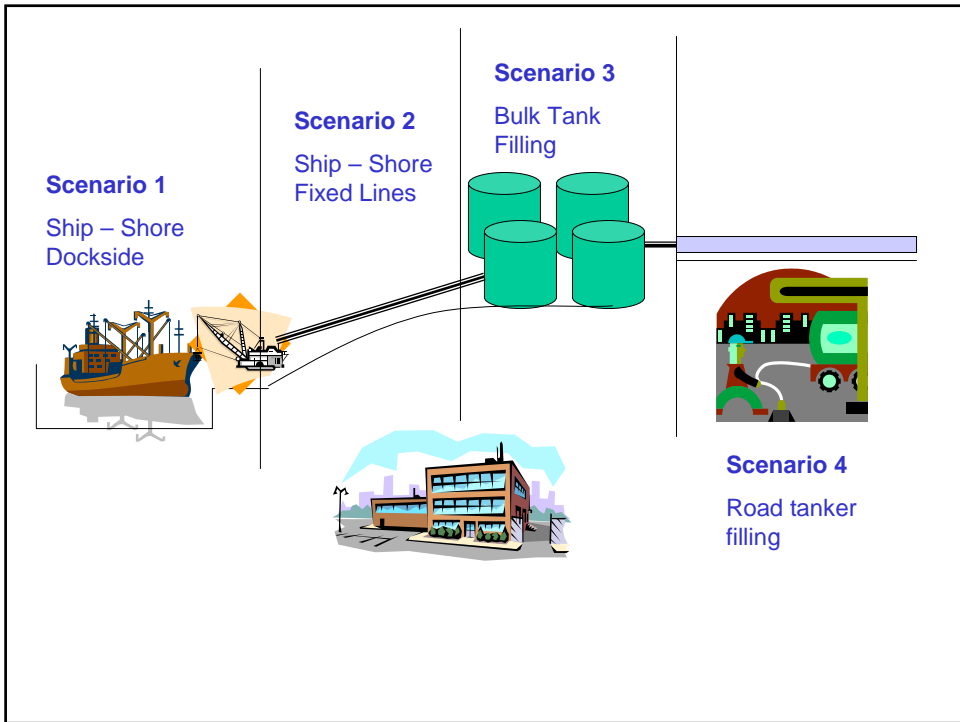 Scenario 1
Ship – Shore
Dockside
Scenario 2
Ship – Shore
Fixed Lines
Scenario 3
Bulk Tank
Filling
Scenario 4
Road tanker
filling